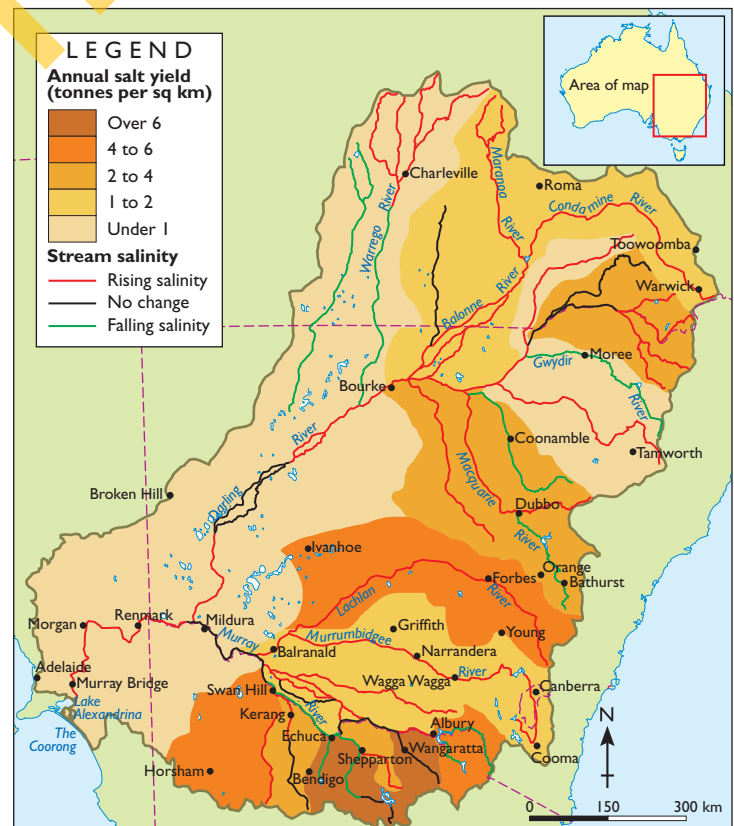 LEGEND
Annual salt yield
(tonnes per sq km)
Over 6
4 to 6
2 to 4
1 to 2
Under 1
Stream salinity
Rising salinity
No change
Falling salinity
Area of map
Charleville
Maranoa
River
Roma
Condamine River
Warrego
River
Toowoomba
Warwick
Balonne River
Moree
Gwydir
River
Bourke
River
Darling
Coonamble
Tamworth
Macquarie
River
Broken Hill
Dubbo
Ivanhoe
Orange
Bathurst
Forbes
Lachlan
River
Young
Griffith
Morgan
Renmark
Mildura
Murray
River
Murrumbidgee
River
Balranald
Narrandera
Wagga Wagga
Canberra
Adelaide
Murray Bridge
Lake
Alexandrina
The
Coorong
Swan Hill
Kerang
Echuca
Albury
Shepparton
Wangaratta
Cooma
Horsham
Bendigo
N
0 150 300 km